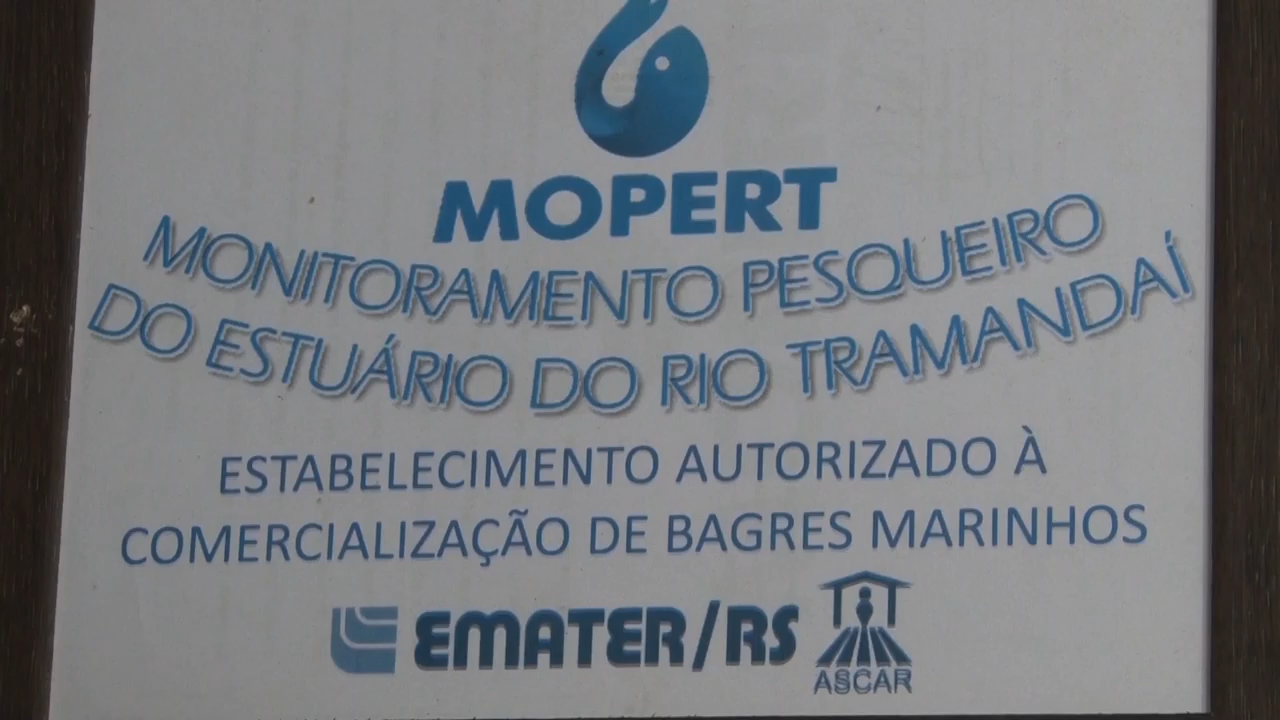 MOPERT
MONITORAMENTO PESQUEIRO
DO ESTUÁRIO DO RIO TRAMANDAÍ
ESTABELECIMENTO AUTORIZADO À
COMERCIALIZAÇÃO DE BAGRES MARINHOS
EMATER/RS
ASCAR